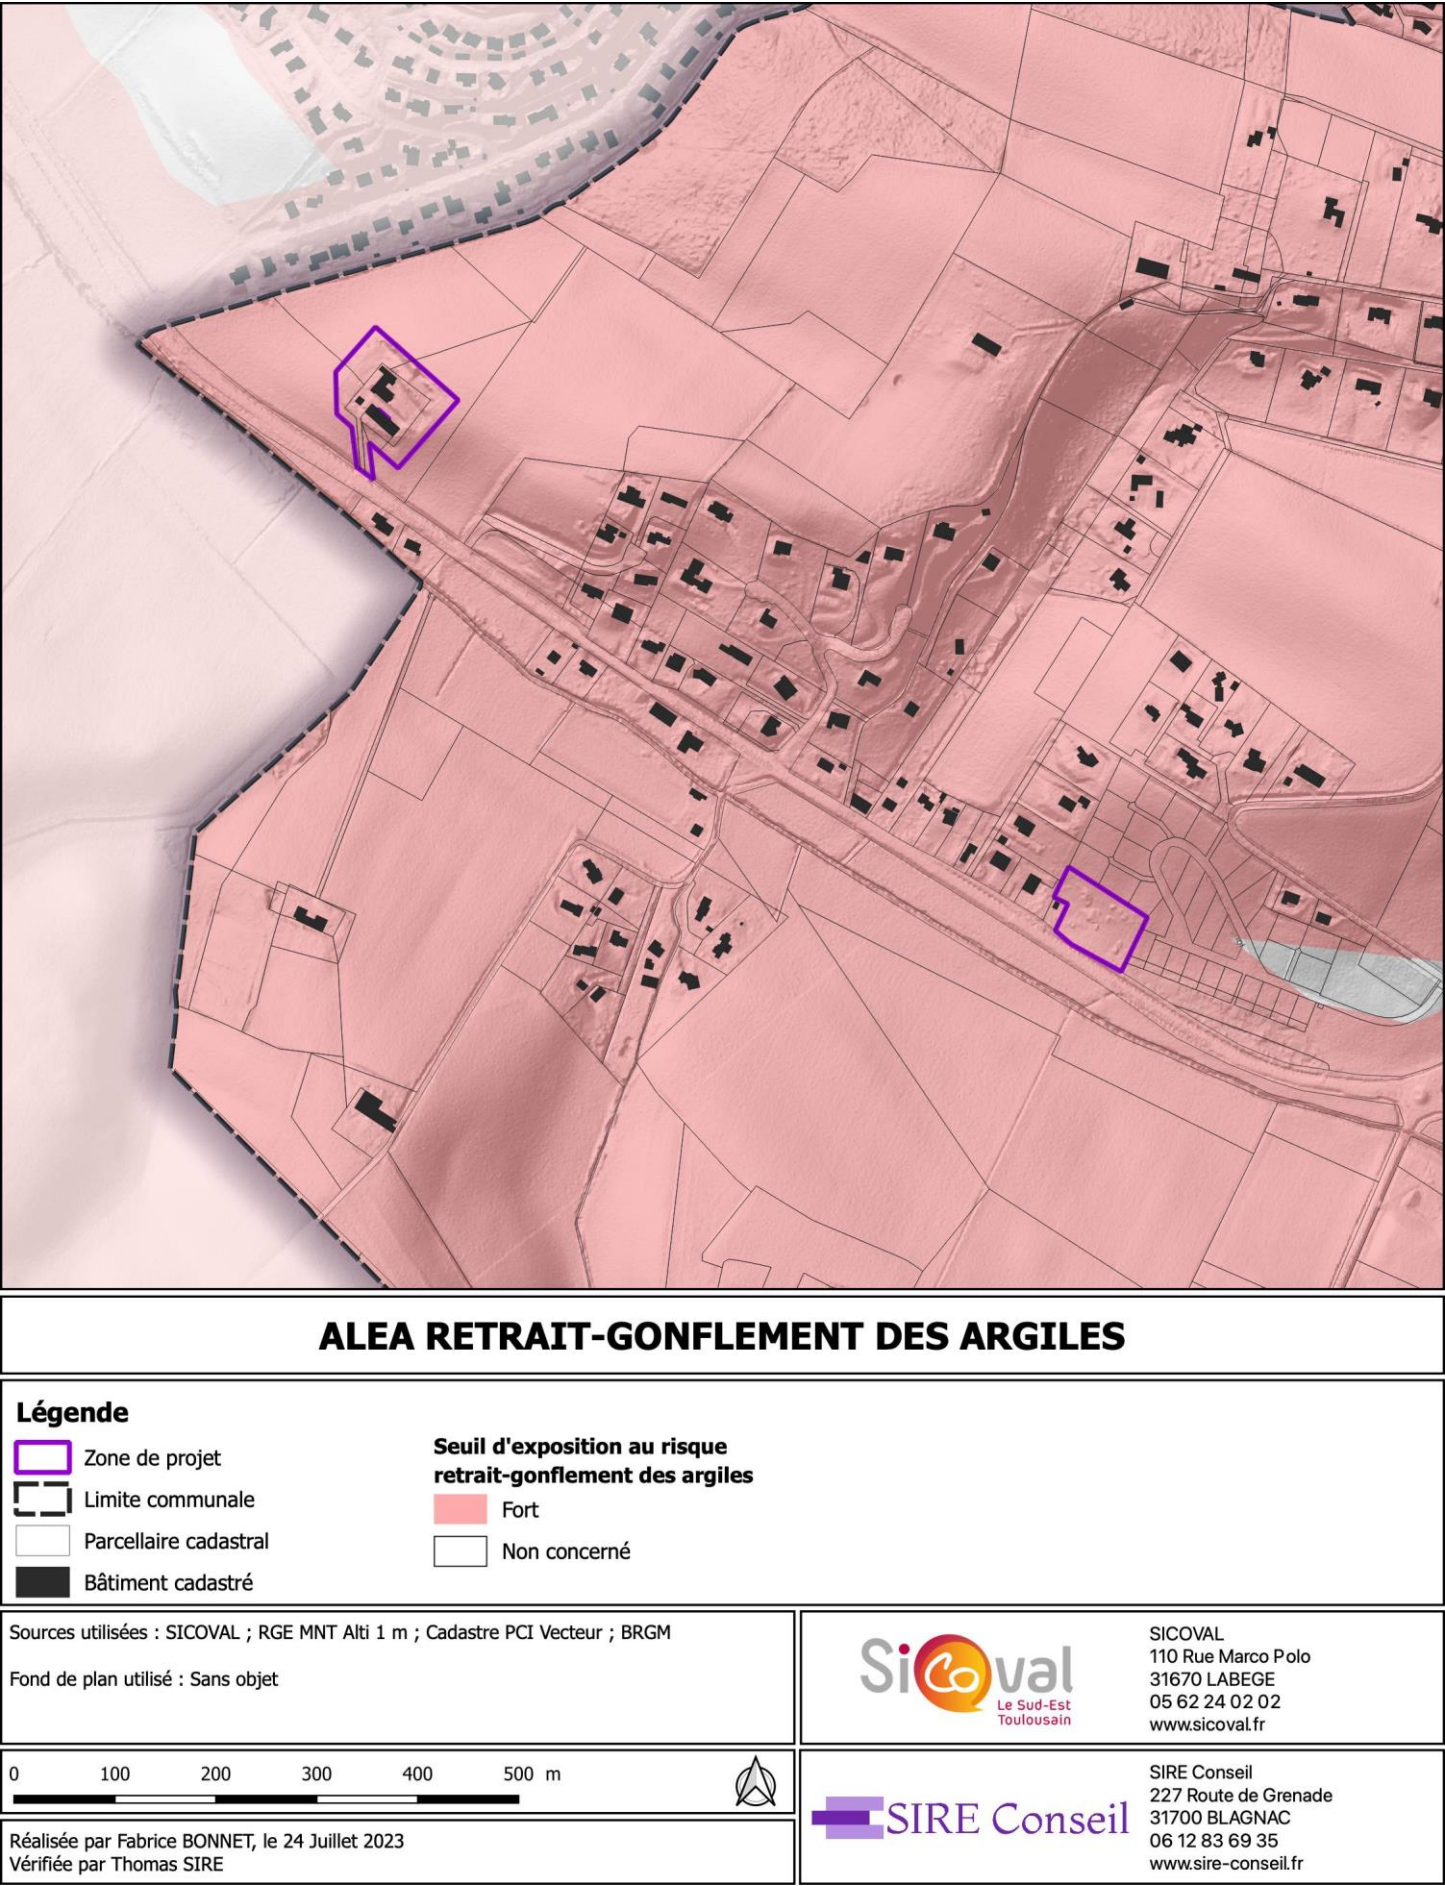 ALEA RETRAIT-GONFLEMENT DES ARGILES
Légende
Zone de projet
Limite communale
Parcellaire cadastral
Bâtiment cadastré
Seuil d'exposition au risque
retrait-gonflement des argiles
Fort
Non concerné
Sources utilisées : SICOVAL ; RGE MNT Alti 1 m ; Cadastre PCI Vecteur ; BRGM
Fond de plan utilisé : Sans objet
Sicoval
Le Sud-Est
Toulousain
SICOVAL
110 Rue Marco Polo
31670 LABEGE
05 62 24 02 02
www.sicoval.fr
0 100 200 300 400 500 m
Réalisée par Fabrice BONNET, le 24 Juillet 2023
Vérifiée par Thomas SIRE
SIRE Conseil
SIRE Conseil
227 Route de Grenade
31700 BLAGNAC
06 12 83 69 35
www.sire-conseil.fr